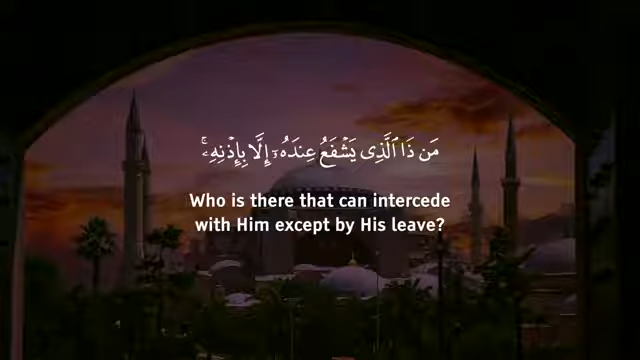 مَن ذَا ٱلَّذِى يَشْفَعُ عِندَهُۥٓ إِلَّا بِإِذْنِهِۦ ۚ
Who is there that can intercede
with Him except by His leave?